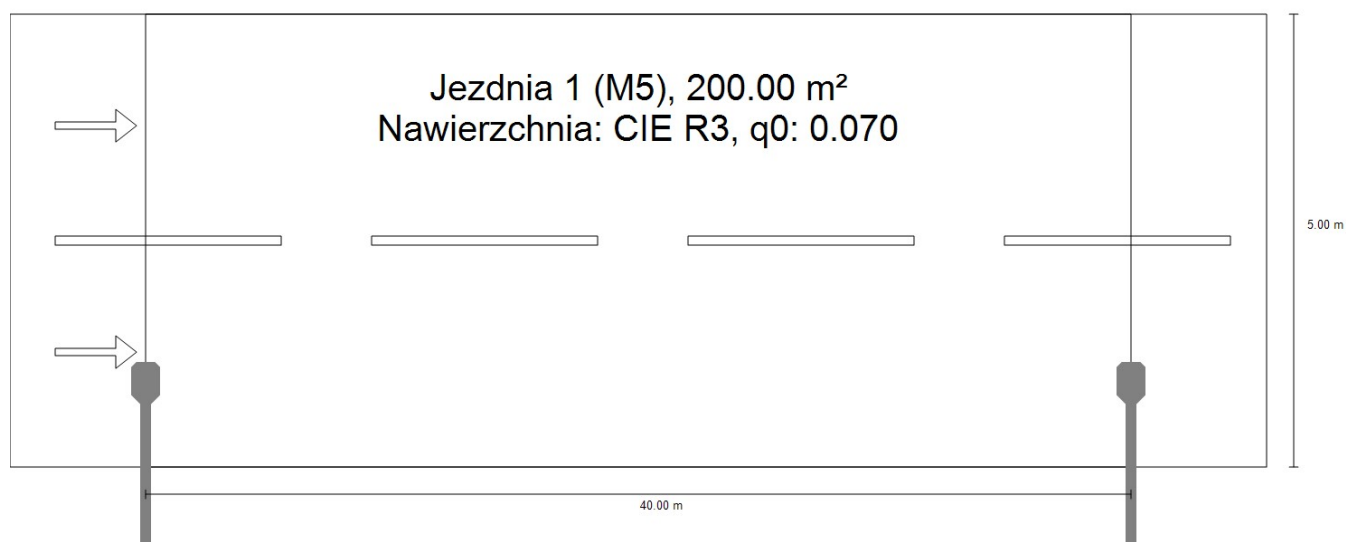 Jezdnia 1 (M5), 200.00 m²
Nawierzchnia: CIE R3, q0: 0.070
5.00 m
40.00 m